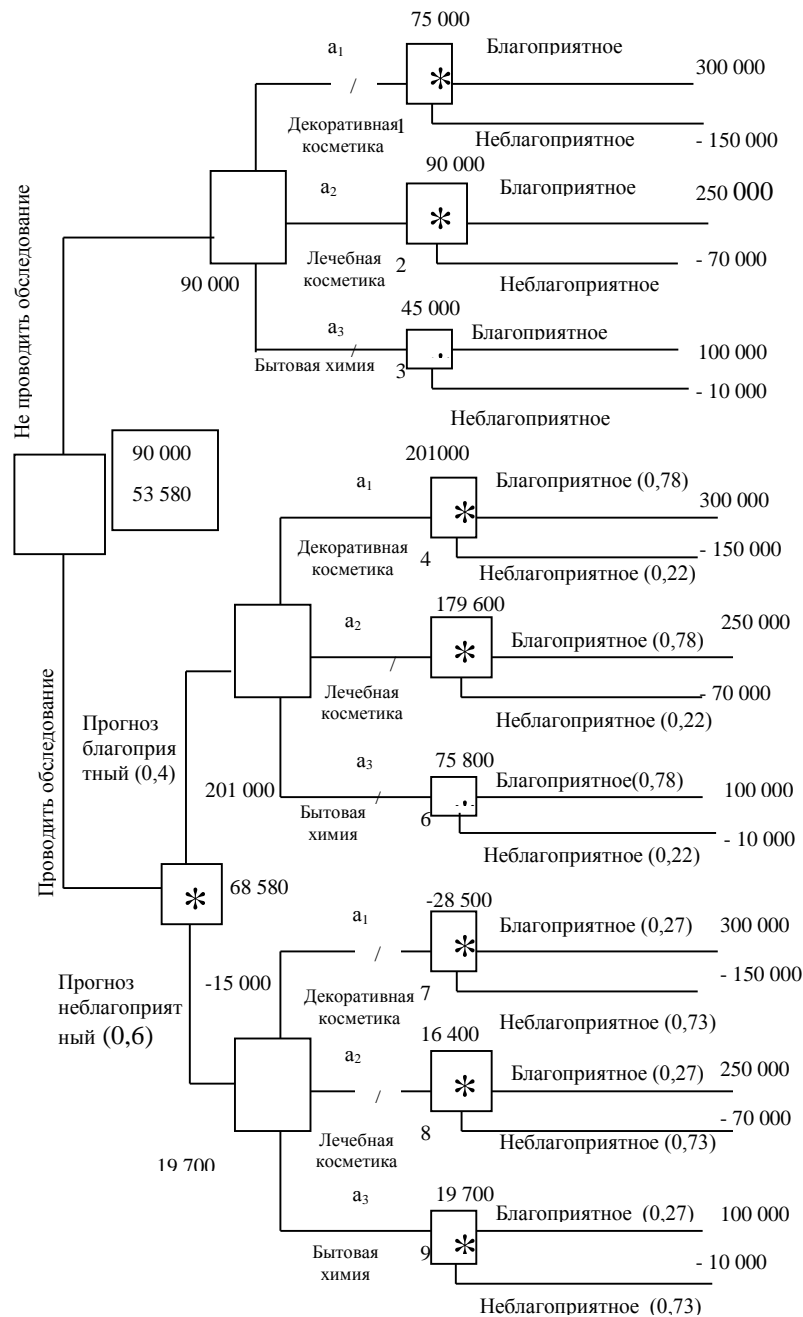 75 000
a₁
Благоприятное
300 000
Декоративная
косметика
1
Неблагоприятное
- 150 000
90 000
a₂
Благоприятное
250 000
Лечебная
косметика
2
- 70 000
Неблагоприятное
90 000
45 000
a₃
Благоприятное
100 000
Бытовая химия
3
- 10 000
Неблагоприятное
Не проводить обследование
90 000
53 580
201000
a₁
Благоприятное (0,78)
300 000
Декоративная
косметика
4
- 150 000
Неблагоприятное (0,22)
179 600
a₂
Благоприятное (0,78)
250 000
Лечебная
косметика
- 70 000
Неблагоприятное (0,22)
Прогноз
благоприя
тный (0,4)
201 000
75 800
a₃
Благоприятное(0,78)
100 000
Бытовая
химия
6
- 10 000
Неблагоприятное (0,22)
Проводить обследование
68 580
-28 500
a₁
Благоприятное (0,27)
300 000
Прогноз
неблагоприят
ный (0,6)
-15 000
Декоративная
косметика
7
- 150 000
Неблагоприятное (0,73)
16 400
a₂
Благоприятное (0,27)
250 000
Лечебная
косметика
8
- 70 000
Неблагоприятное (0,73)
19 700
19 700
a₃
Благоприятное (0,27)
100 000
Бытовая
химия
9
- 10 000
Неблагоприятное (0,73)